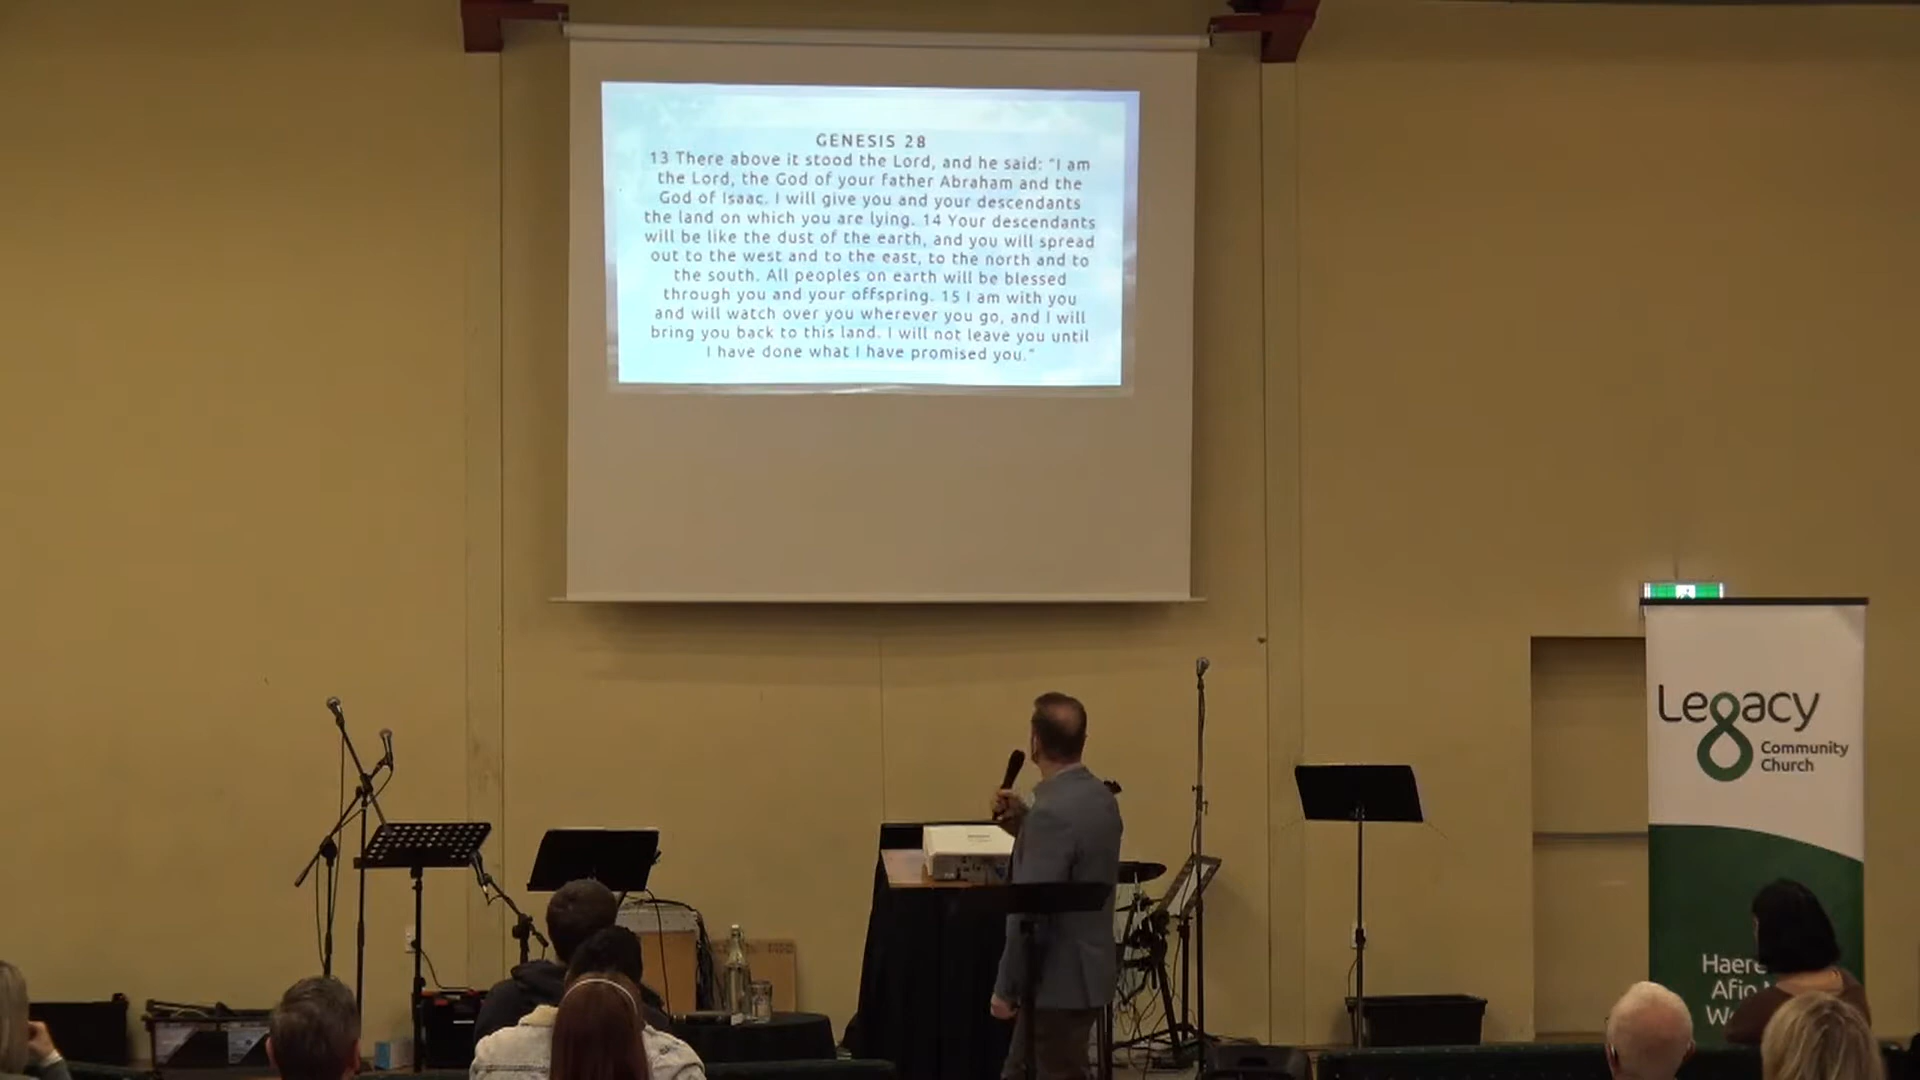 GENESIS 28
13 There above it stood the Lord, and he said: "I am
the Lord, the God of your father Abraham and the
God of Isaac. I will give you and your descendants
the land on which you are lying. 14 Your descendants
will be like the dust of the earth, and you will spread
out to the west and to the east, to the north and to
the south. All peoples on earth will be blessed
through you and your offspring. 15 I am with you
and will watch over you wherever you go, and I will
bring you back to this land. I will not leave you until
I have done what I have promised you."
Legacy
Community
Church
Haere
Afio